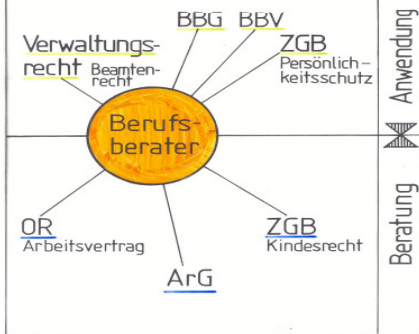 BBG BBV
Verwaltungs-
recht Beamten-
recht
ZGB
Persönlich-
keitsschutz
Anwendung
Berufs-
berater
OR
Arbeitsvertrag
ArG
ZGB
Kindesrecht
Beratung